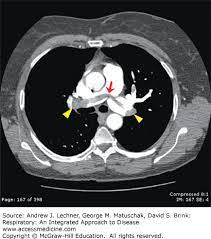 Page: 167 of 398
Compressed 8:1
IM: 167 SE: 4
Source: Andrew J. Lechner, George M. Matuschak, David S. Brink:
Respiratory: An Integrated Approach to Disease
www.accessmedicine.com
Copyright © McGraw-Hill Education. All rights reserved.